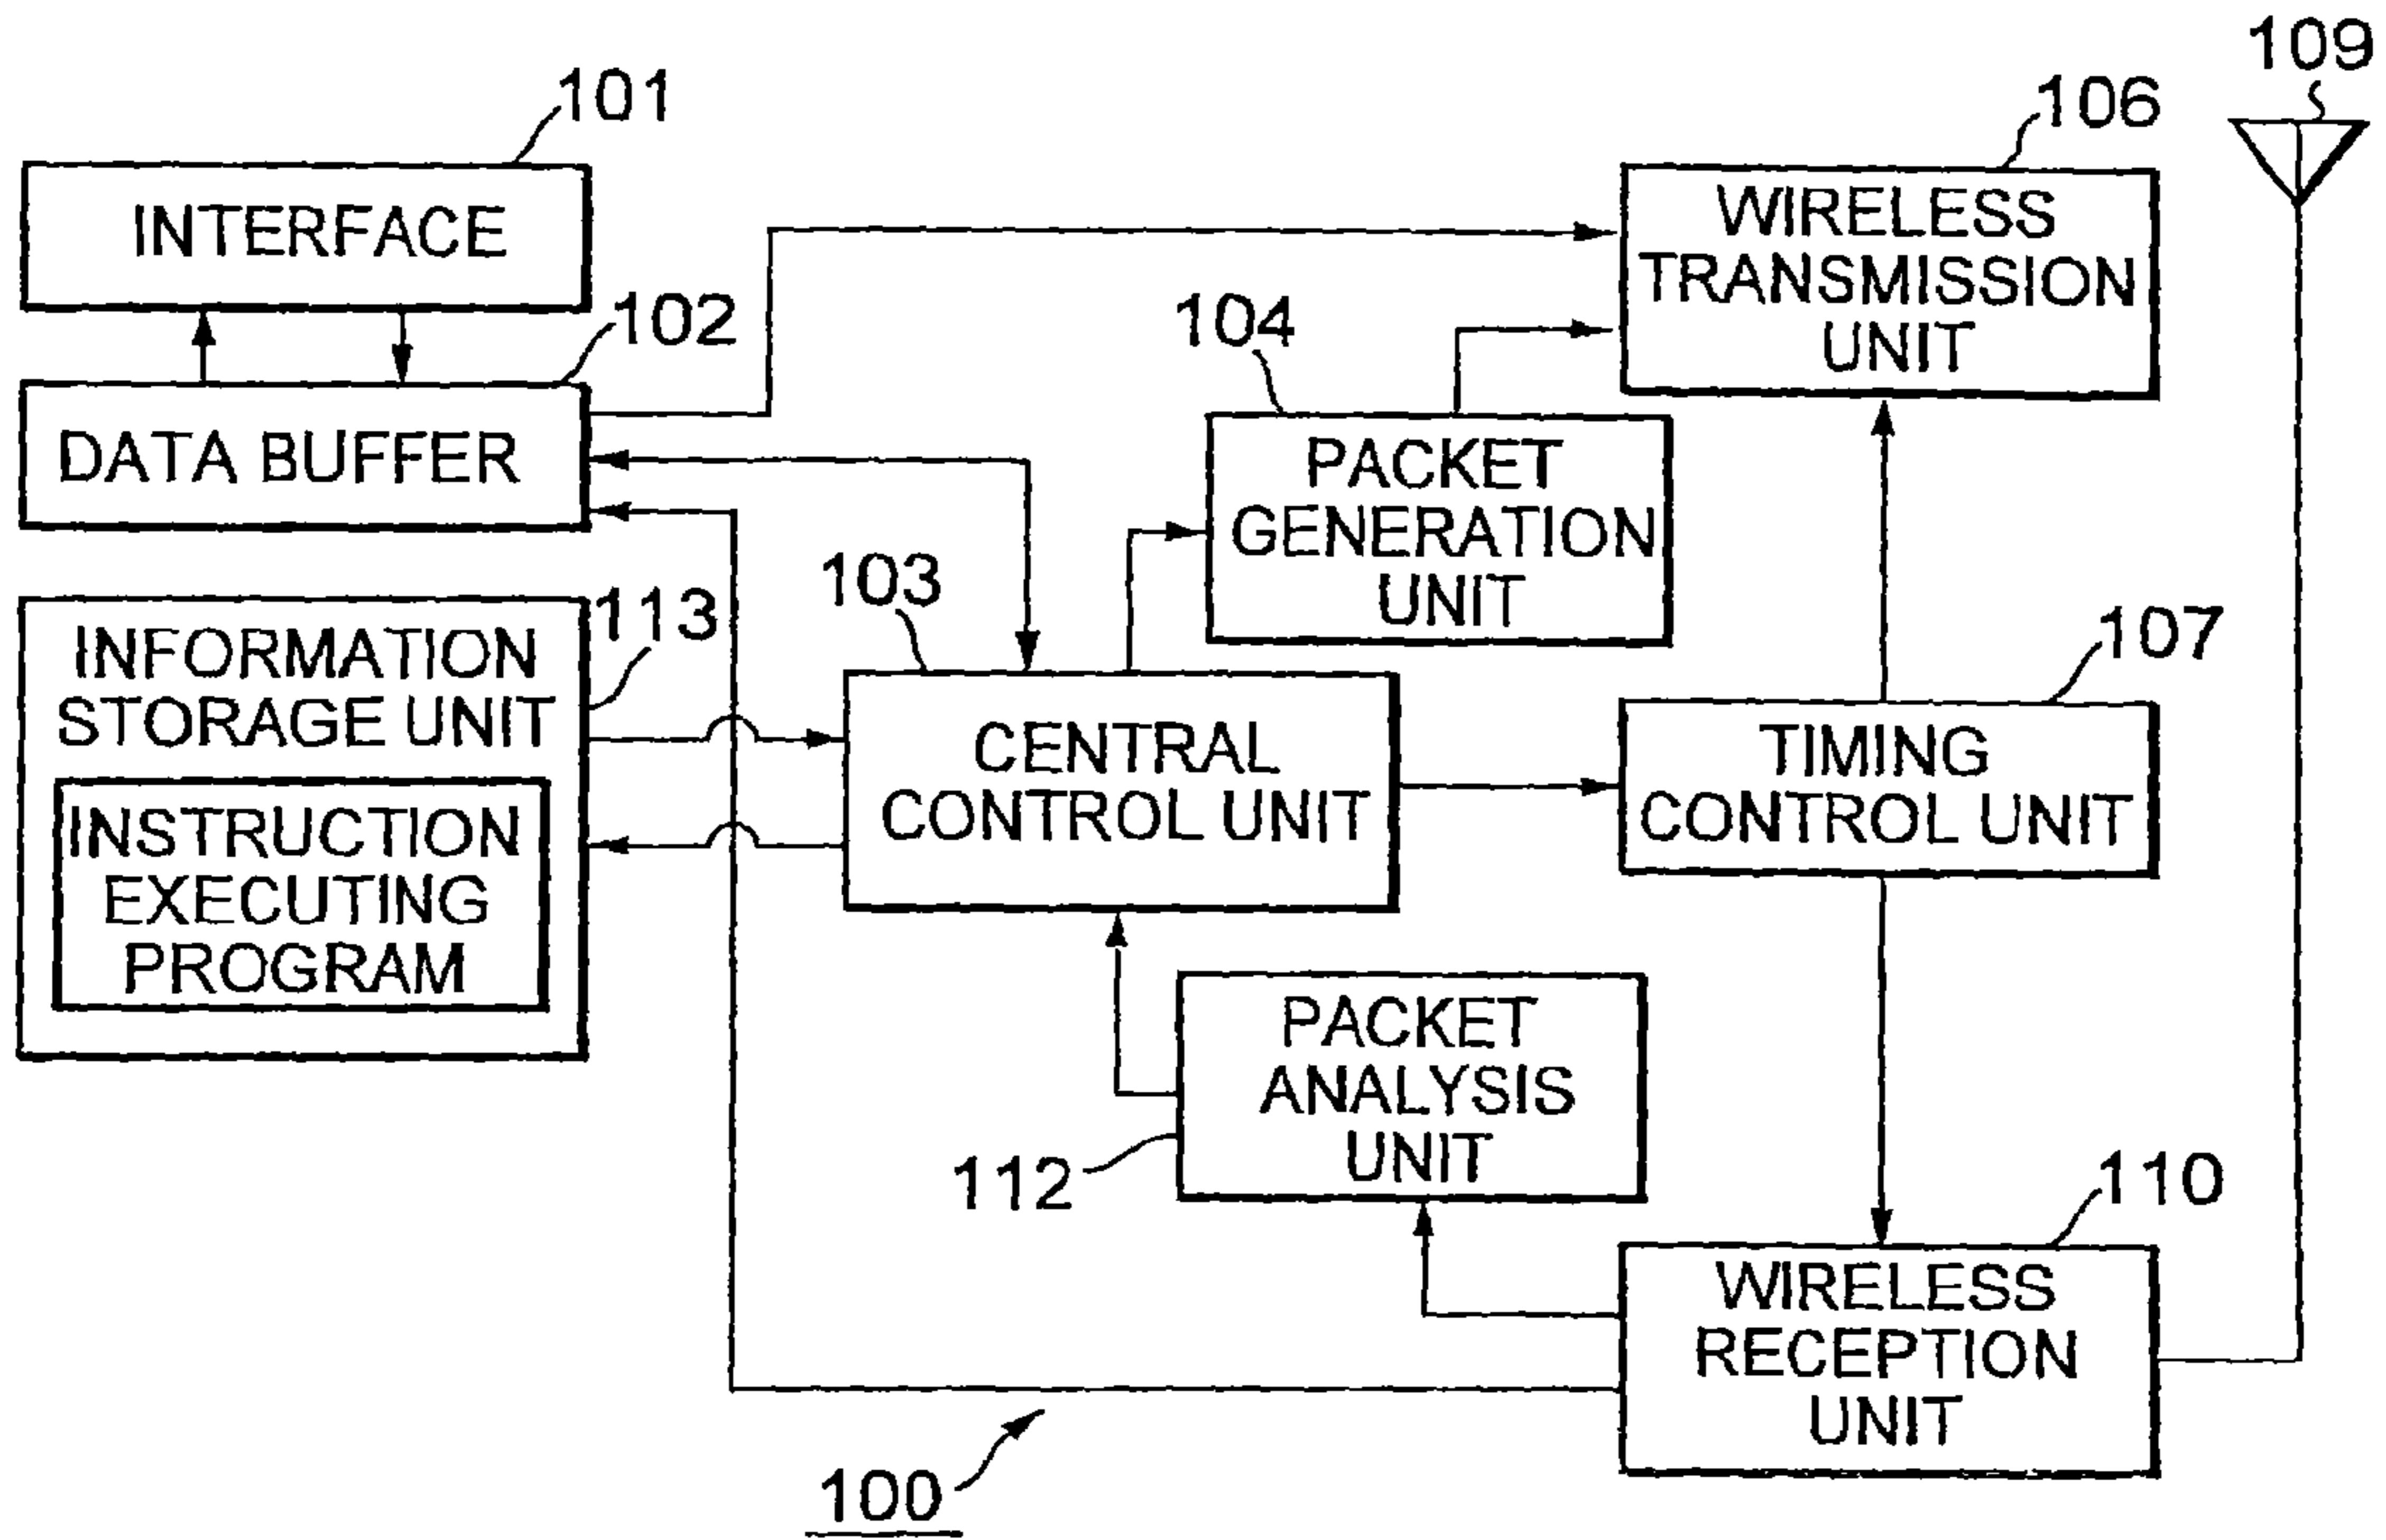 109
101
106
INTERFACE
WIRELESS
TRANSMISSION
UNIT
102
104
DATA BUFFER
PACKET
GENERATION
UNIT
103
113
107
INFORMATION
STORAGE UNIT
CENTRAL
CONTROL UNIT
TIMING
CONTROL UNIT
INSTRUCTION
EXECUTING
PROGRAM
PACKET
ANALYSIS
UNIT
112
110
WIRELESS
RECEPTION
UNIT
100